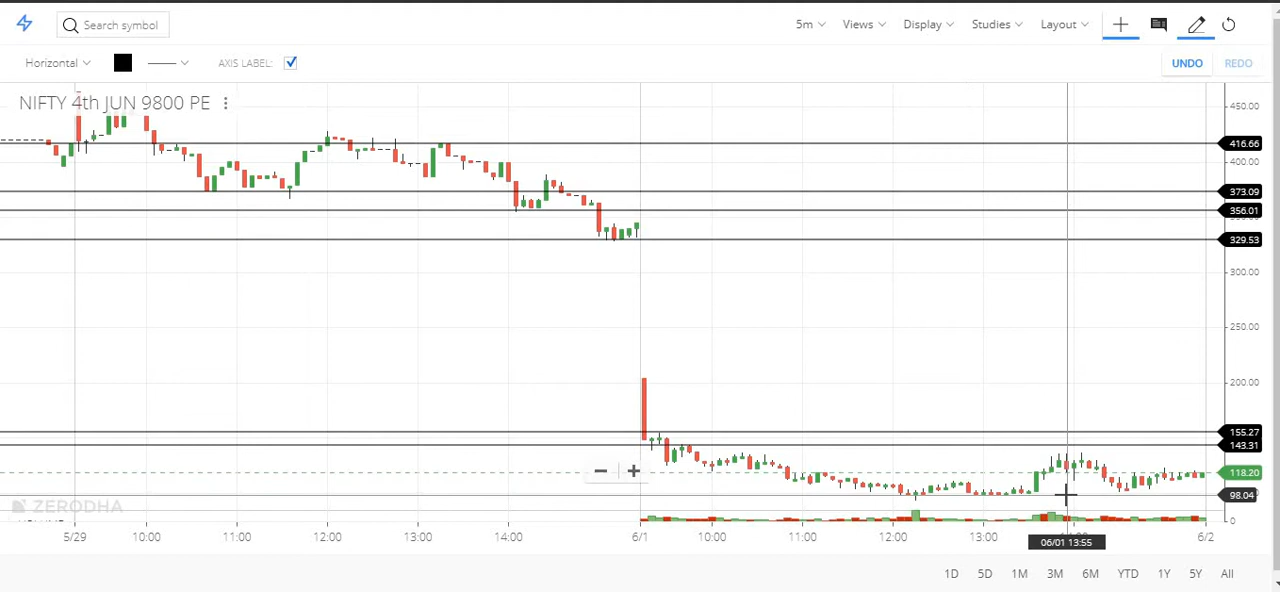 Search symbol 5m Views Display Studies Layout
Horizontal AXIS LABEL: UNDO REDO
NIFTY 4th JUN 9800 PE
450.00
416.66
400.00
373.09
356.01
329.53
300.00
250.00
200.00
155.27
143.31
118.20
98.04
ZERODHA
0
5/29 10:00 11:00 12:00 13:00 14:00 6/1 10:00 11:00 12:00 13:00 6/2
06/01 13:55
1D 5D 1M 3M 6M YTD 1Y 5Y All